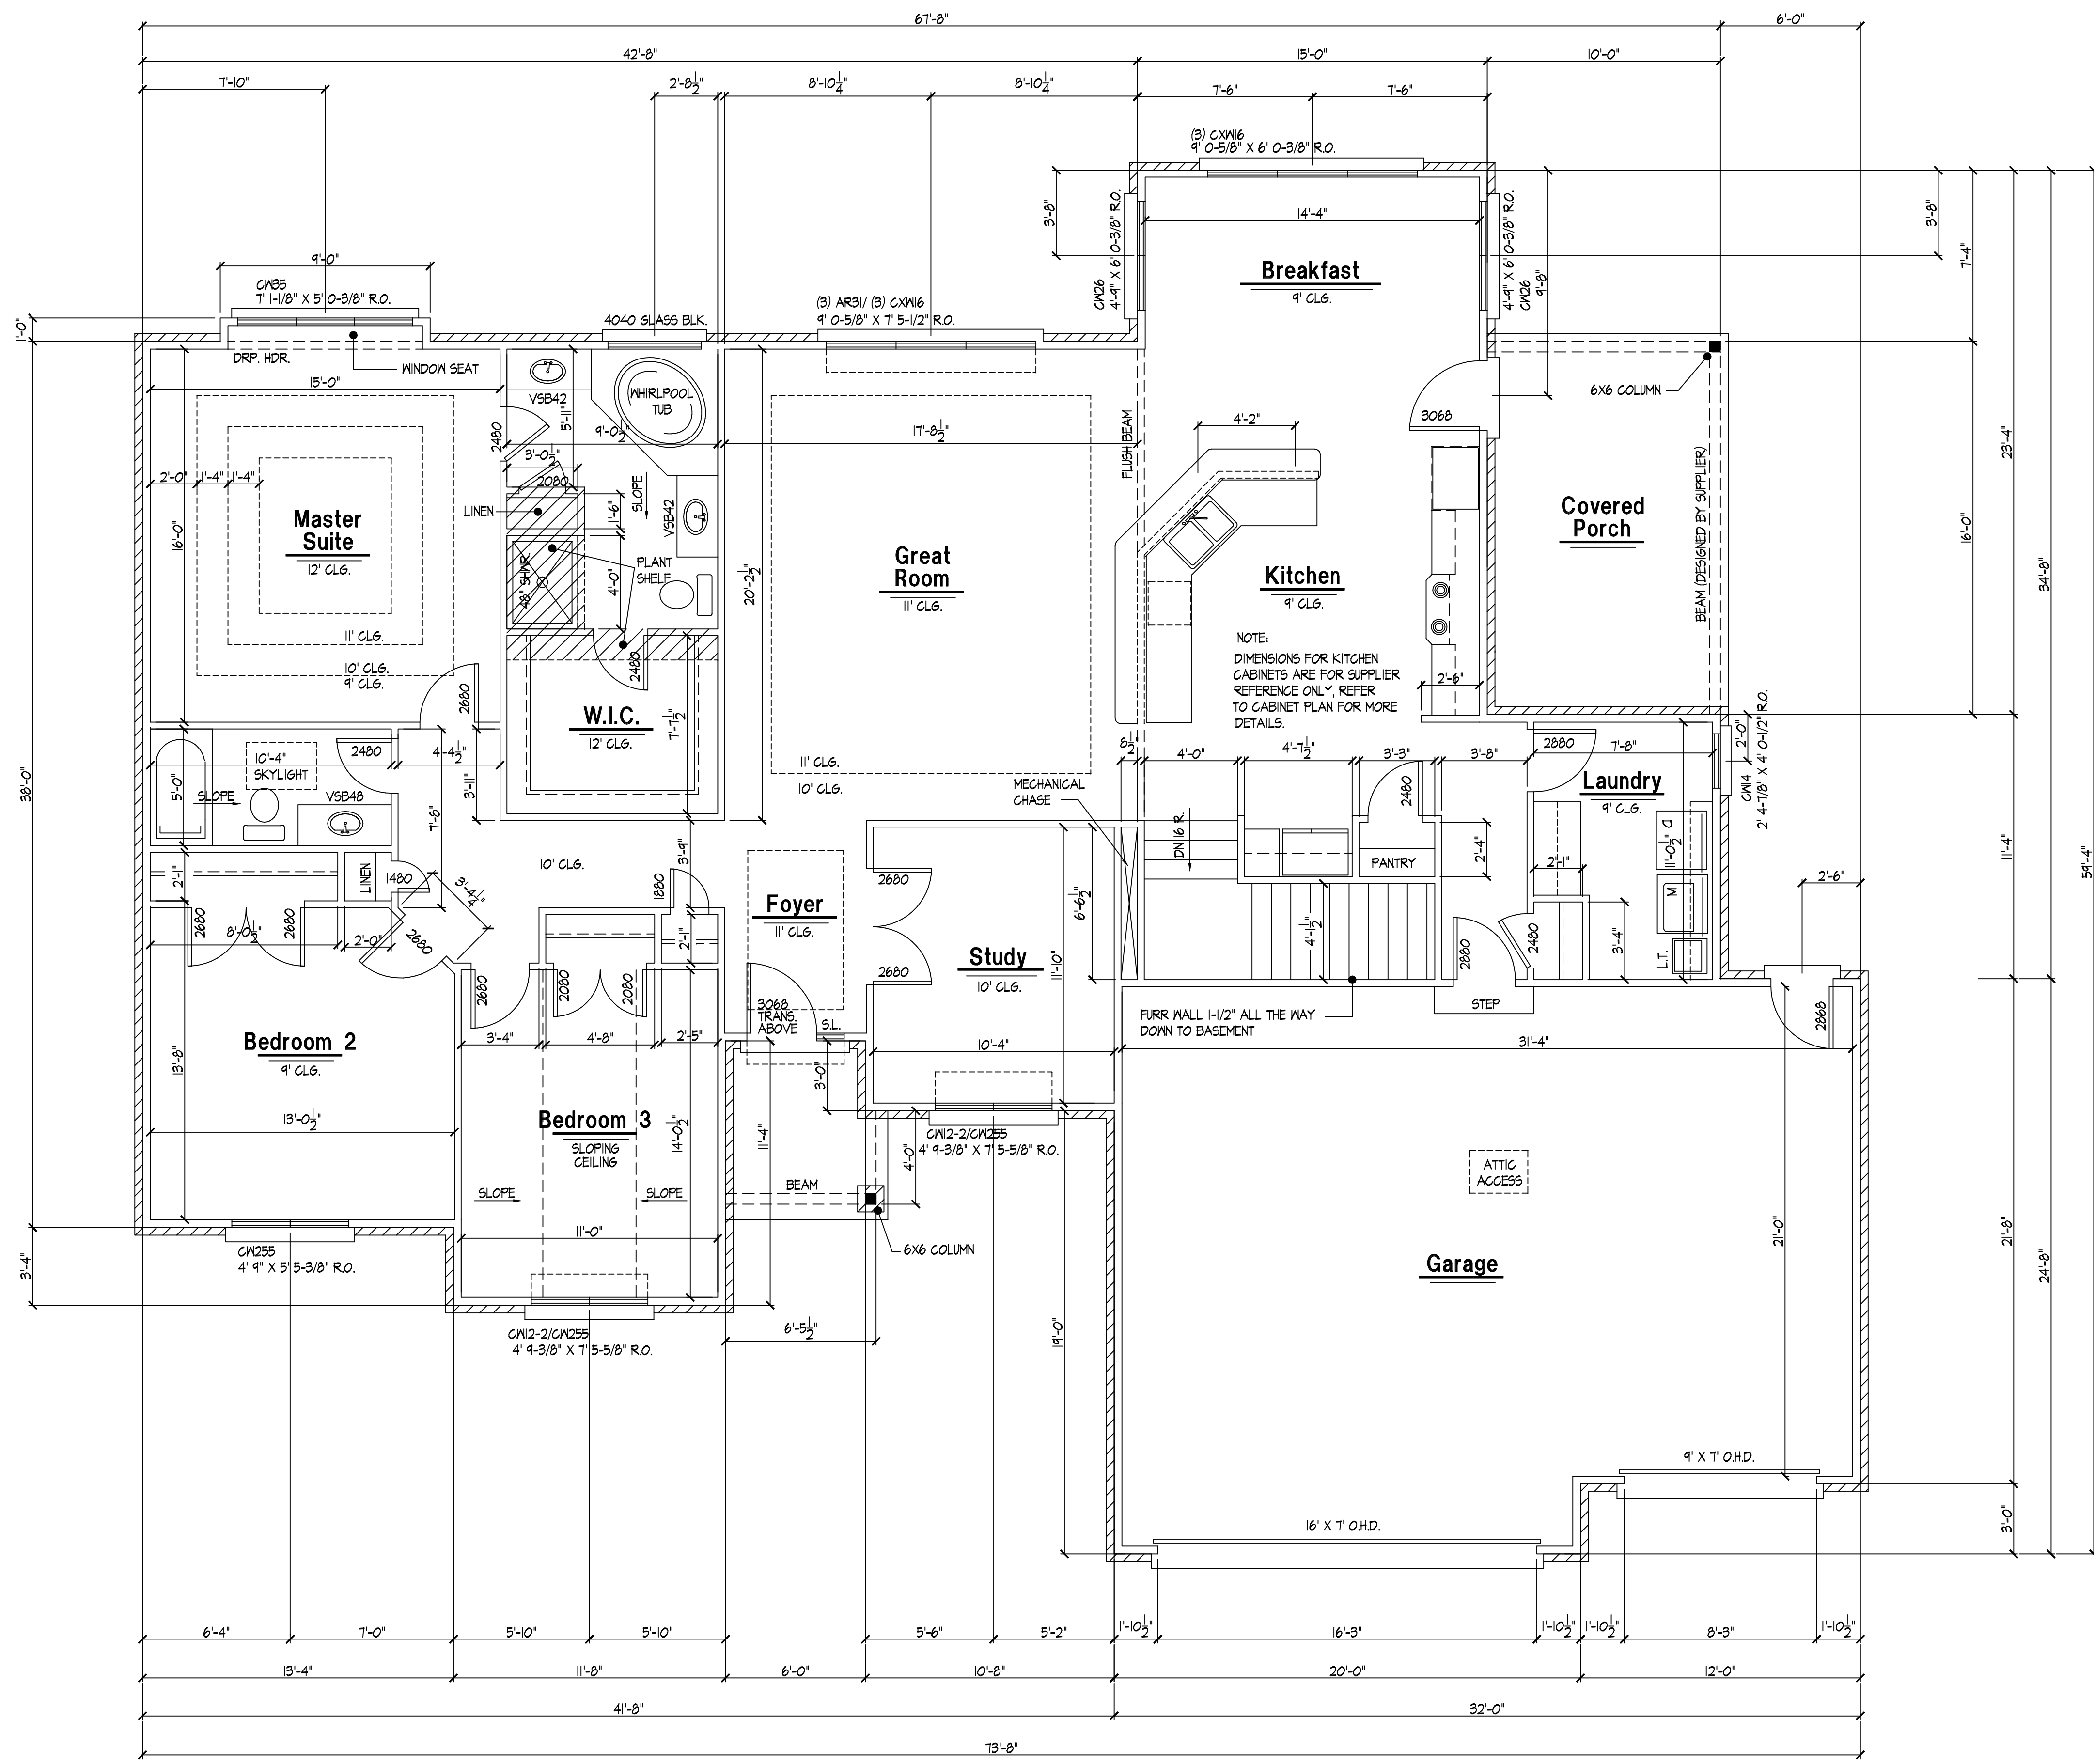 67'-8"
6'-0"
42'-8"
15'-0"
10'-0"
7'-10"
2'-8 1/2"
8'-10 1/4"
8'-10 1/4"
7'-6"
7'-6"
(3) CXW16
9' 0-5/8" X 6' 0-3/8" R.O.
3'-8"
CW26
4'-9" X 6' 0-3/8" R.O.
14'-4"
Breakfast
9' CLG.
4'-9" X 6' 0-3/8" R.O.
CW26
9'-8"
3'-8"
7'-4"
9'-0"
CW35
7' 1-1/8" X 5' 0-3/8" R.O.
1'-0"
DRP. HDR.
WINDOW SEAT
4040 GLASS BLK.
(3) AR31/ (3) CXW16
9' 0-5/8" X 7' 5-1/2" R.O.
15'-0"
VSB42
5'-11"
WHIRLPOOL
TUB
2480
9'-0 1/2"
3'-0 1/2"
2080
17'-8 1/2"
FLUSH BEAM
4'-2"
3068
6X6 COLUMN
BEAM (DESIGNED BY SUPPLIER)
23'-4"
2'-0"
1'-4"
1'-4"
16'-0"
Master
Suite
12' CLG.
11' CLG.
10' CLG.
9' CLG.
LINEN
1'-6"
SLOPE
VSB42
48" SHWR.
4'-0"
PLANT
SHELF
20'-2 1/2"
Great
Room
11' CLG.
Kitchen
9' CLG.
NOTE:
DIMENSIONS FOR KITCHEN
CABINETS ARE FOR SUPPLIER
REFERENCE ONLY, REFER
TO CABINET PLAN FOR MORE
DETAILS.
2'-6"
Covered
Porch
16'-0"
34'-8"
2680
2480
W.I.C.
12' CLG.
7'-7 1/2"
10'-4"
SKYLIGHT
2480
4'-4 1/2"
3'-11"
5'-0"
SLOPE
VSB48
7'-8"
38'-0"
11' CLG.
10' CLG.
8 1/2"
4'-0"
4'-7 1/2"
3'-3"
3'-8"
2880
7'-8"
2'-0"
CW14
2' 4-7/8" X 4' 0-1/2" R.O.
MECHANICAL
CHASE
2480
Laundry
9' CLG.
DN 16 R.
PANTRY
2'-4"
2'-1"
11'-0 1/2"
D
M
L.T.
11'-4"
59'-4"
2'-6"
2'-1"
LINEN
1480
3'-4 1/4"
10' CLG.
3'-9"
1880
Foyer
11' CLG.
2680
6'-6 1/2"
2680
8'-0 1/2"
2680
2'-0"
2680
2'-1"
Study
10' CLG.
11'-10"
2680
4'-1 1/2"
2880
2480
3'-4"
2680
2080
2080
3068
TRANS.
ABOVE
S.L.
STEP
FURR WALL 1-1/2" ALL THE WAY
DOWN TO BASEMENT
2868
Bedroom 2
9' CLG.
13'-8"
3'-4"
4'-8"
2'-5"
3'-0"
10'-4"
31'-4"
13'-0 1/2"
Bedroom 3
SLOPING
CEILING
14'-0 1/2"
11'-4"
4'-0"
CW12-2/CW255
4' 9-3/8" X 7' 5-5/8" R.O.
ATTIC
ACCESS
SLOPE
SLOPE
BEAM
11'-0"
6X6 COLUMN
CW255
4' 9" X 5' 5-3/8" R.O.
3'-4"
Garage
21'-0"
21'-8"
24'-8"
6'-5 1/2"
CW12-2/CW255
4' 9-3/8" X 7' 5-5/8" R.O.
19'-0"
9' X 7' O.H.D.
16' X 7' O.H.D.
3'-0"
6'-4"
7'-0"
5'-10"
5'-10"
5'-6"
5'-2"
1'-10 1/2"
16'-3"
1'-10 1/2"
1'-10 1/2"
8'-3"
1'-10 1/2"
13'-4"
11'-8"
6'-0"
10'-8"
20'-0"
12'-0"
41'-8"
32'-0"
73'-8"